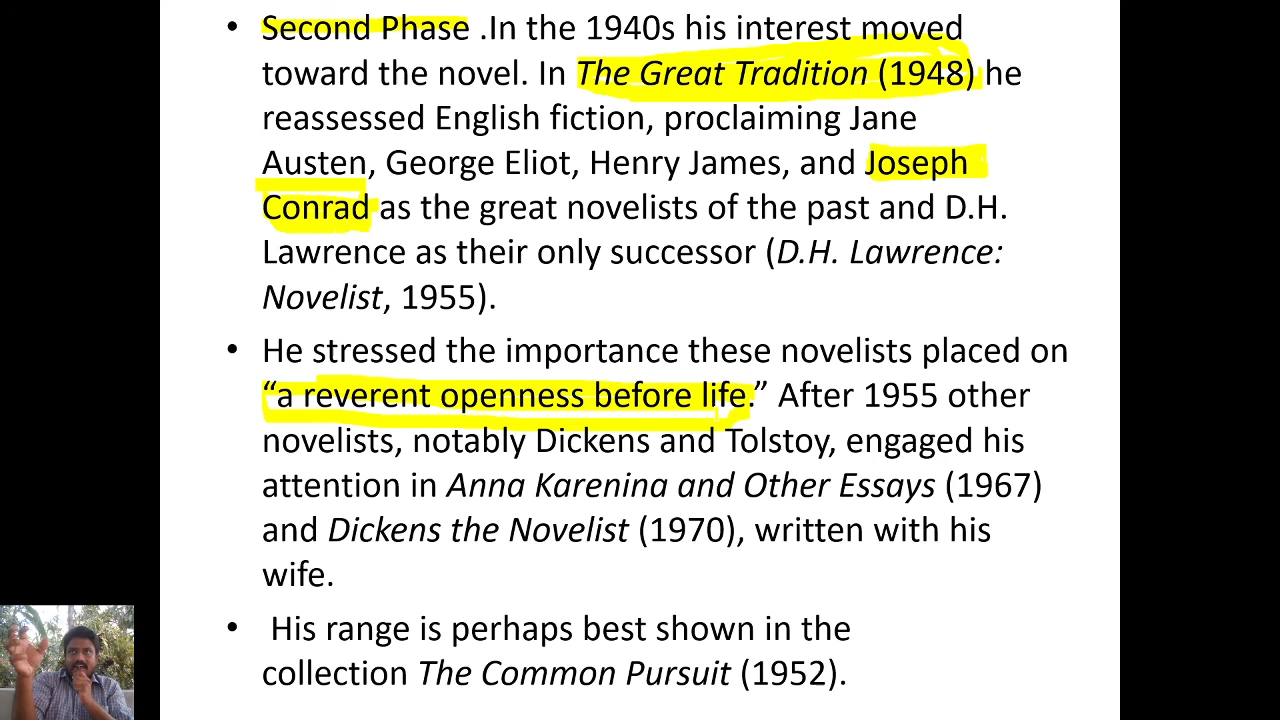 • Second Phase .In the 1940s his interest moved
toward the novel. In The Great Tradition (1948) he
reassessed English fiction, proclaiming Jane
Austen, George Eliot, Henry James, and Joseph
Conrad as the great novelists of the past and D.H.
Lawrence as their only successor (D.H. Lawrence:
Novelist, 1955).
• He stressed the importance these novelists placed on
“a reverent openness before life.” After 1955 other
novelists, notably Dickens and Tolstoy, engaged his
attention in Anna Karenina and Other Essays (1967)
and Dickens the Novelist (1970), written with his
wife.
• His range is perhaps best shown in the
collection The Common Pursuit (1952).